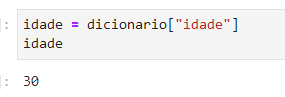 : idade = dicionario["idade"]
idade
: 30